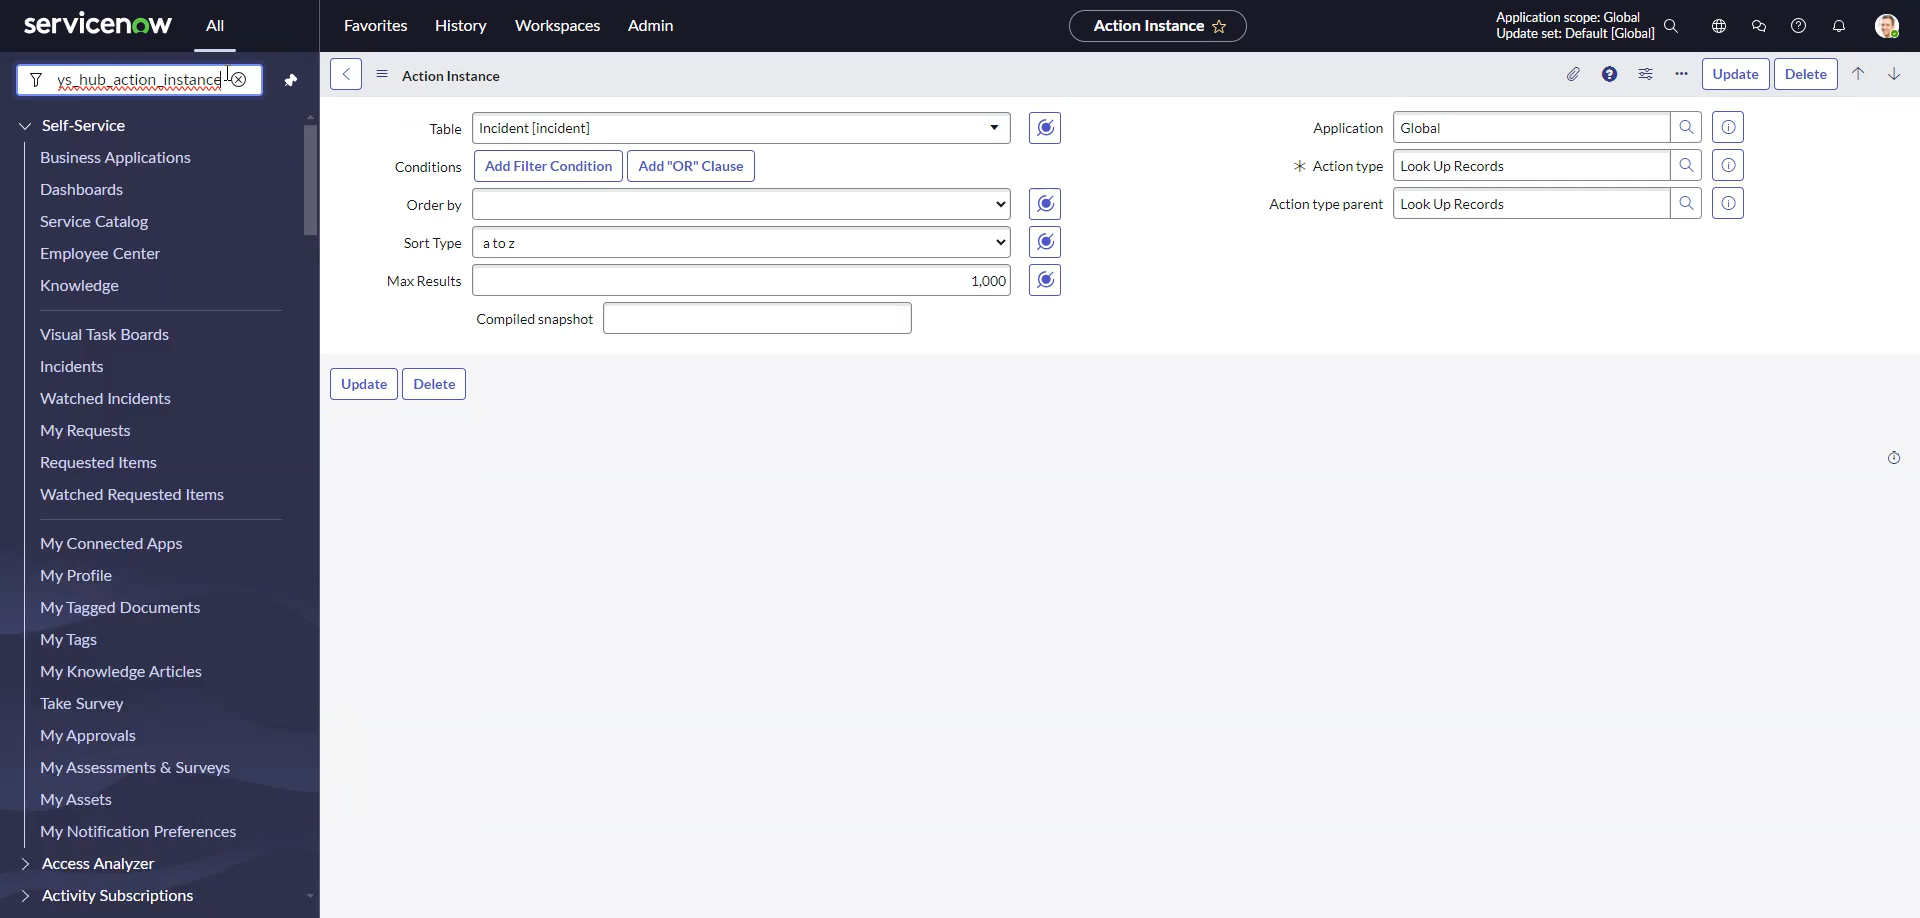 servicenow
All
Favorites
History
Workspaces
Admin
Action Instance
Application scope: Global
Update set: Default [Global]
ys_hub_action_instance
Self-Service
Business Applications
Dashboards
Service Catalog
Employee Center
Knowledge
Visual Task Boards
Incidents
Watched Incidents
My Requests
Requested Items
Watched Requested Items
My Connected Apps
My Profile
My Tagged Documents
My Tags
My Knowledge Articles
Take Survey
My Approvals
My Assessments & Surveys
My Assets
My Notification Preferences
Access Analyzer
Activity Subscriptions
Action Instance
Update
Delete
Table
Incident [incident]
Conditions
Add Filter Condition
Add "OR" Clause
Order by
Sort Type
a to z
Max Results
1,000
Compiled snapshot
Application
Global
Action type
Look Up Records
Action type parent
Look Up Records
Update
Delete